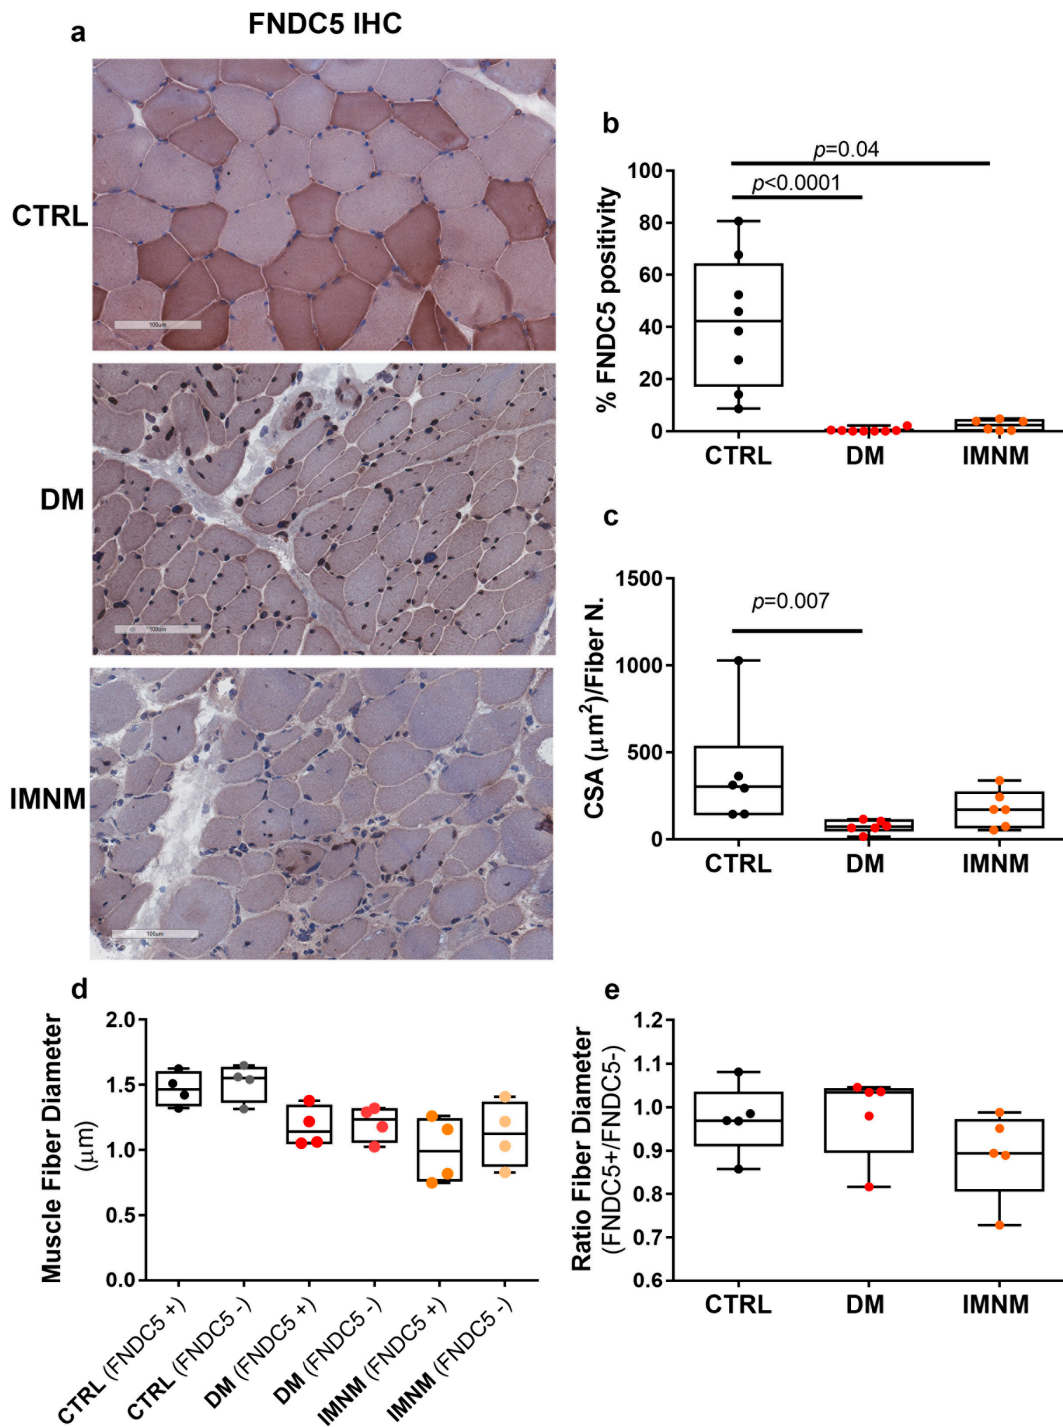 a
FNDC5 IHC
CTRL
100um
DM
100um
IMNM
100um
b
p=0.04
p<0.0001
% FNDC5 positivity
100
80
60
40
20
0
CTRL DM IMNM
c
CSA (μm²)/Fiber N.
p=0.007
1500
1000
500
0
CTRL DM IMNM
d
Muscle Fiber Diameter
(μm)
2.0
1.5
1.0
0.5
0.0
CTRL (FNDC5 +)
CTRL (FNDC5 -)
DM (FNDC5 +)
DM (FNDC5 -)
IMNM (FNDC5 +)
IMNM (FNDC5 -)
e
Ratio Fiber Diameter
(FNDC5+/FNDC5-)
1.2
1.1
1.0
0.9
0.8
0.7
0.6
CTRL DM IMNM